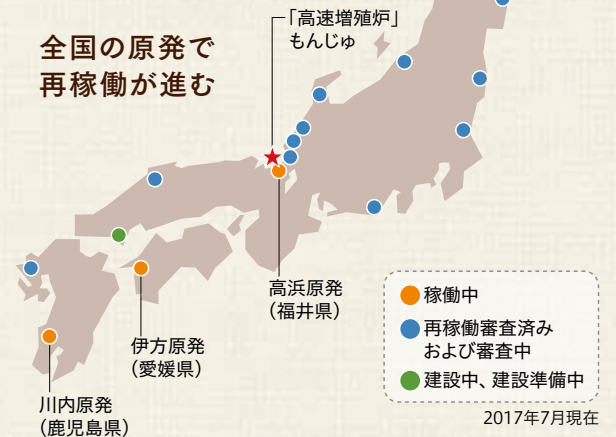 「高速増殖炉」
もんじゅ
全国の原発で
再稼働が進む
高浜原発
（福井県）
伊方原発
（愛媛県）
川内原発
（鹿児島県）
稼働中
再稼働審査済み
および審査中
建設中、建設準備中
2017年7月現在